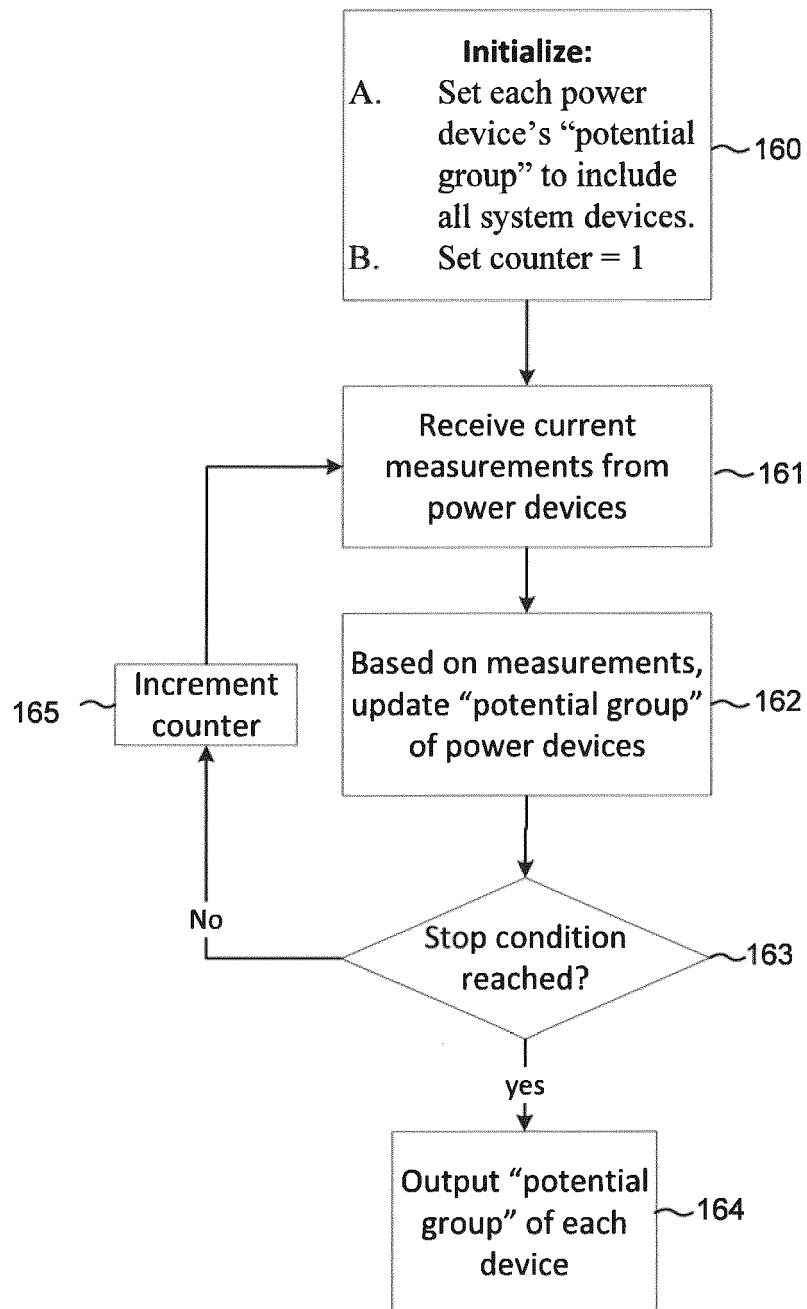 Initialize:
A. Set each power
device's “potential
group” to include
all system devices.
B. Set counter = 1
160
Receive current
measurements from
power devices
161
Based on measurements,
update “potential group”
of power devices
162
Increment
counter
165
No
Stop condition
reached?
163
yes
Output “potential
group” of each
device
164